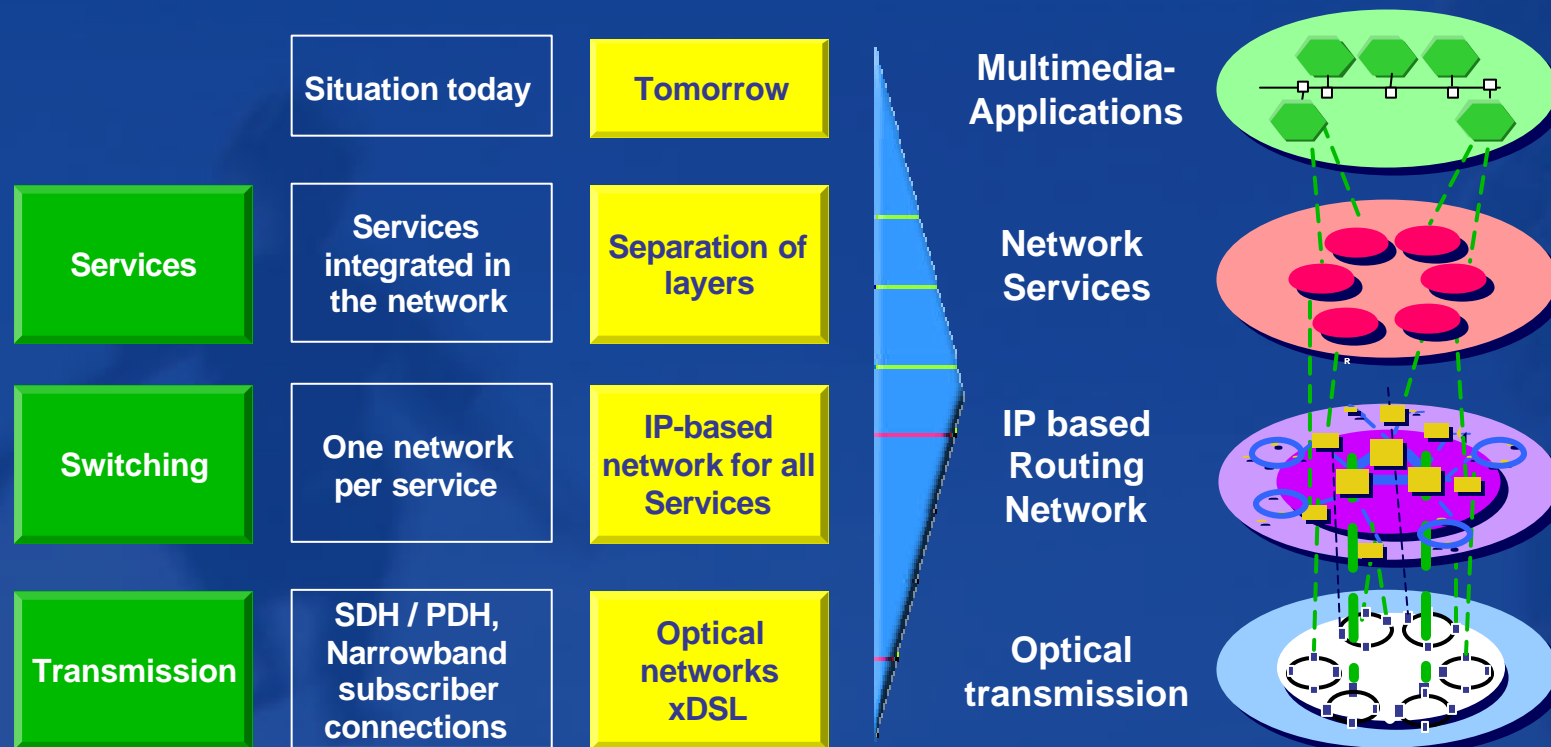 Situation today
Tomorrow
Multimedia-
Applications
Services
Services
integrated in
the network
Separation of
layers
Network
Services
R
Switching
One network
per service
IP-based
network for all
Services
IP based
Routing
Network
Transmission
SDH / PDH,
Narrowband
subscriber
connections
Optical
networks
xDSL
Optical
transmission